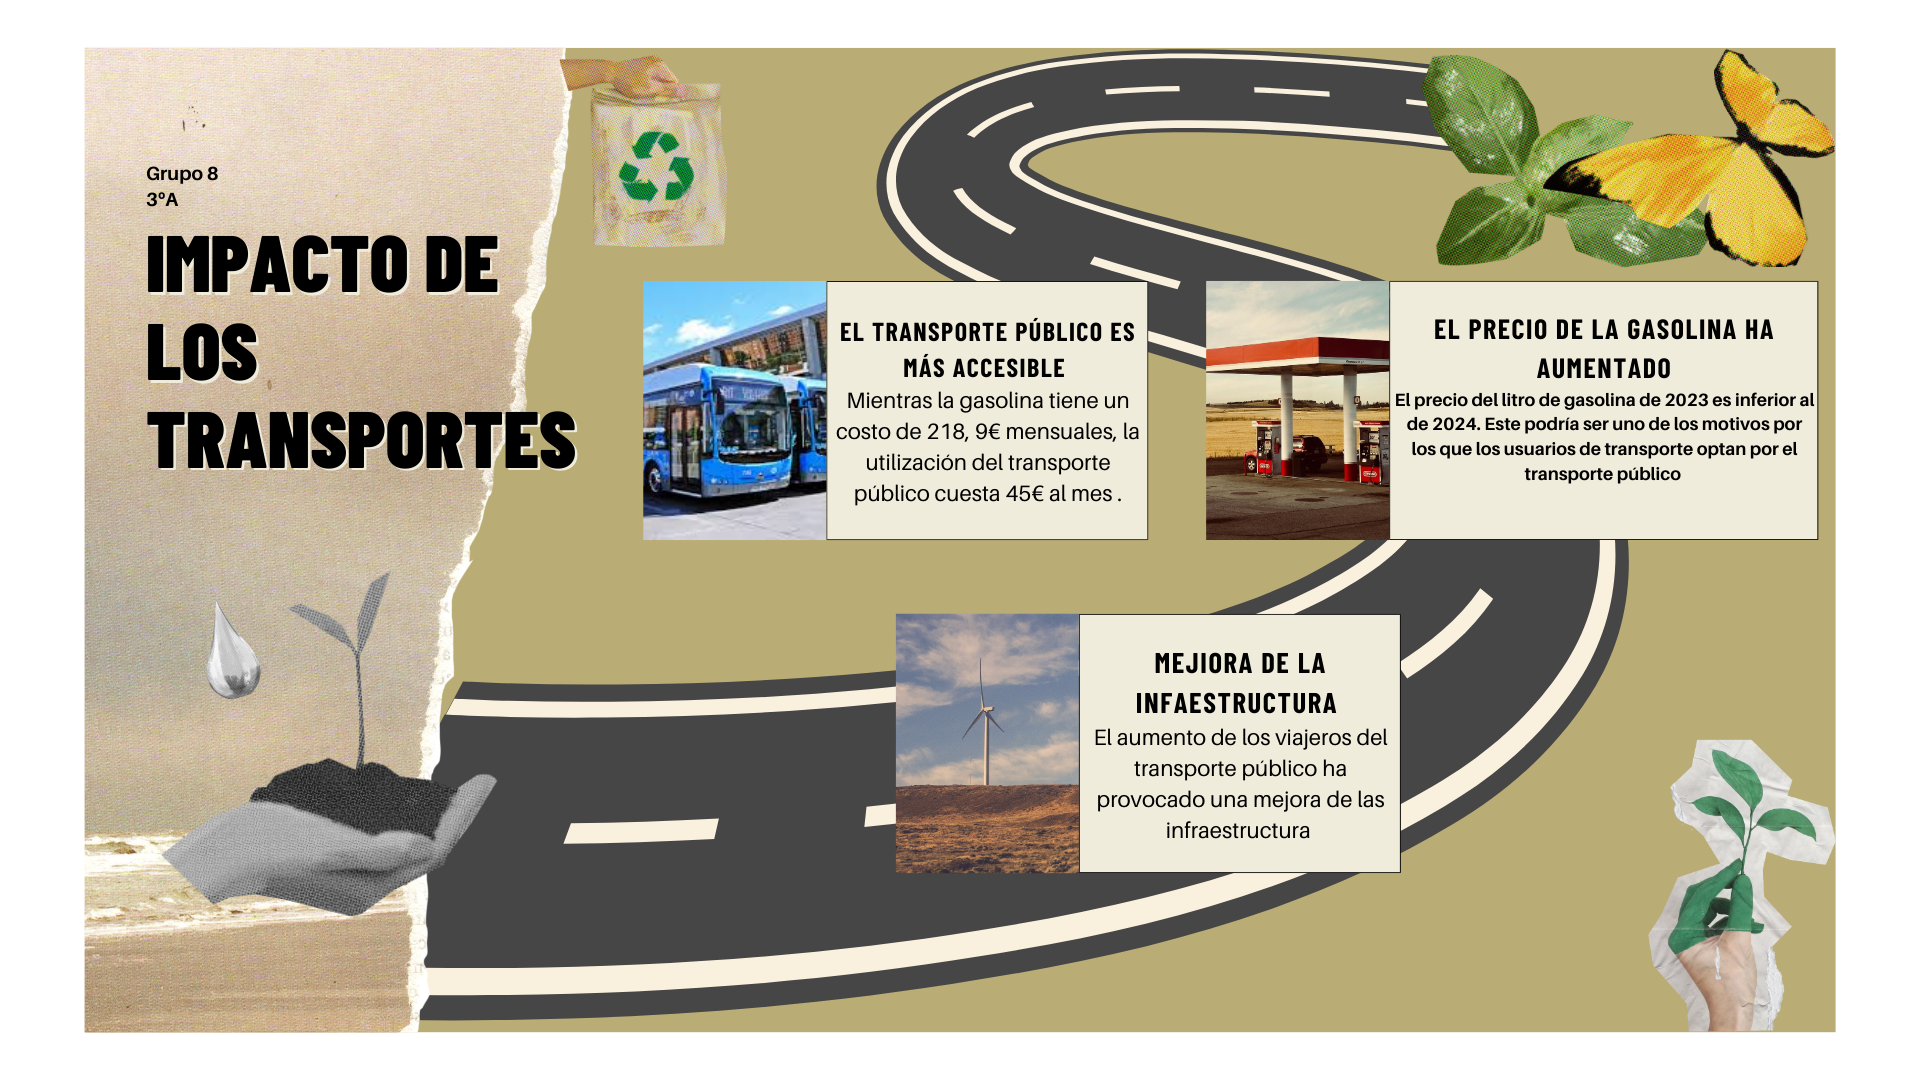 Grupo 8
3ºA
IMPACTO DE
LOS
TRANSPORTES
EL TRANSPORTE PÚBLICO ES
MÁS ACCESIBLE
Mientras la gasolina tiene un
costo de 218, 9€ mensuales, la
utilización del transporte
público cuesta 45€ al mes .
EL PRECIO DE LA GASOLINA HA
AUMENTADO
El precio del litro de gasolina de 2023 es inferior al
de 2024. Este podría ser uno de los motivos por
los que los usuarios de transporte optan por el
transporte público
MEJIORA DE LA
INFAESTRUCTURA
El aumento de los viajeros del
transporte público ha
provocado una mejora de las
infraestructura